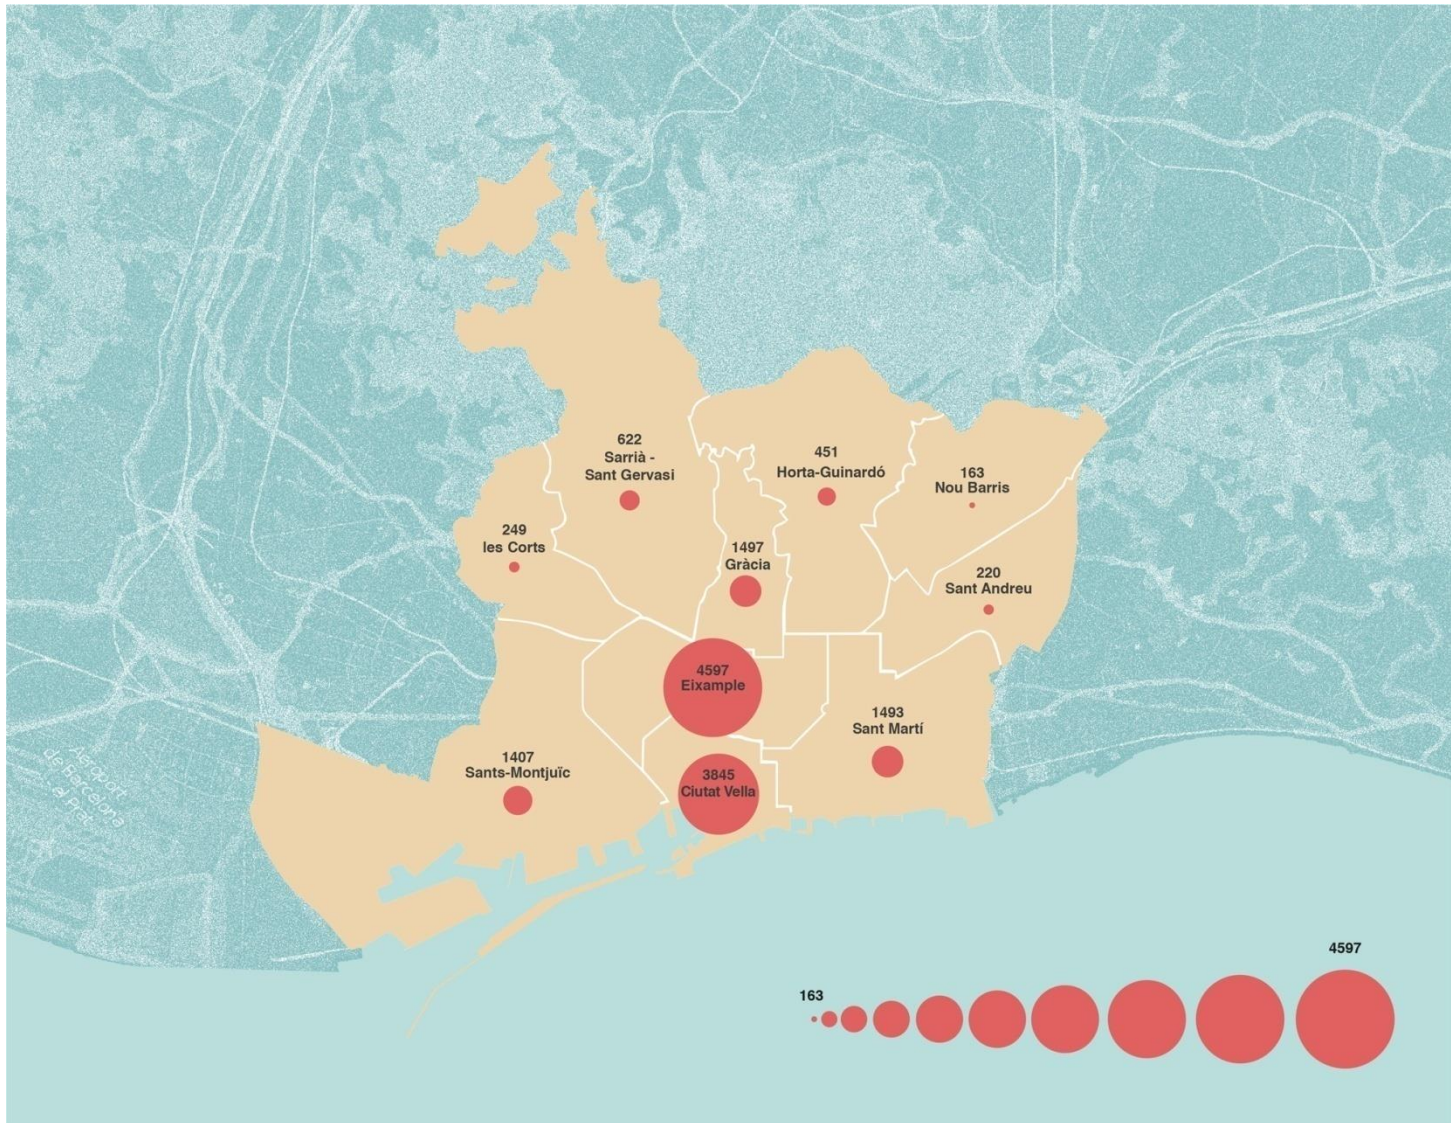 622
Sarrià -
Sant Gervasi
451
Horta-Guinardó
163
Nou Barris
249
les Corts
1497
Gràcia
220
Sant Andreu
4597
Eixample
1493
Sant Martí
1407
Sants-Montjuïc
3845
Ciutat Vella
Aeroport
de Barcelona
- el Prat
163
4597